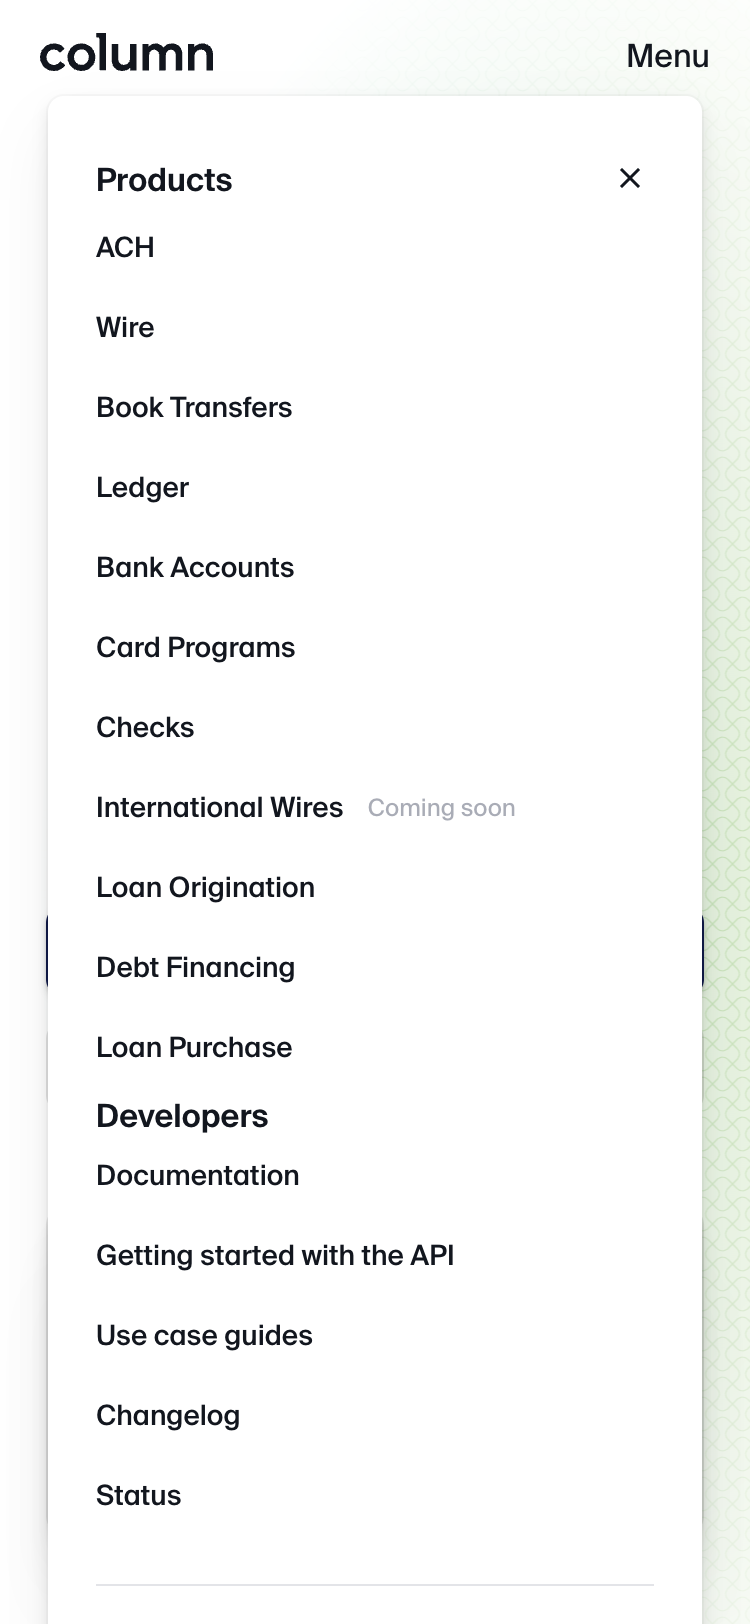 column
Menu
Products
ACH
Wire
Book Transfers
Ledger
Bank Accounts
Card Programs
Checks
International Wires Coming soon
Loan Origination
Debt Financing
Loan Purchase
Developers
Documentation
Getting started with the API
Use case guides
Changelog
Status